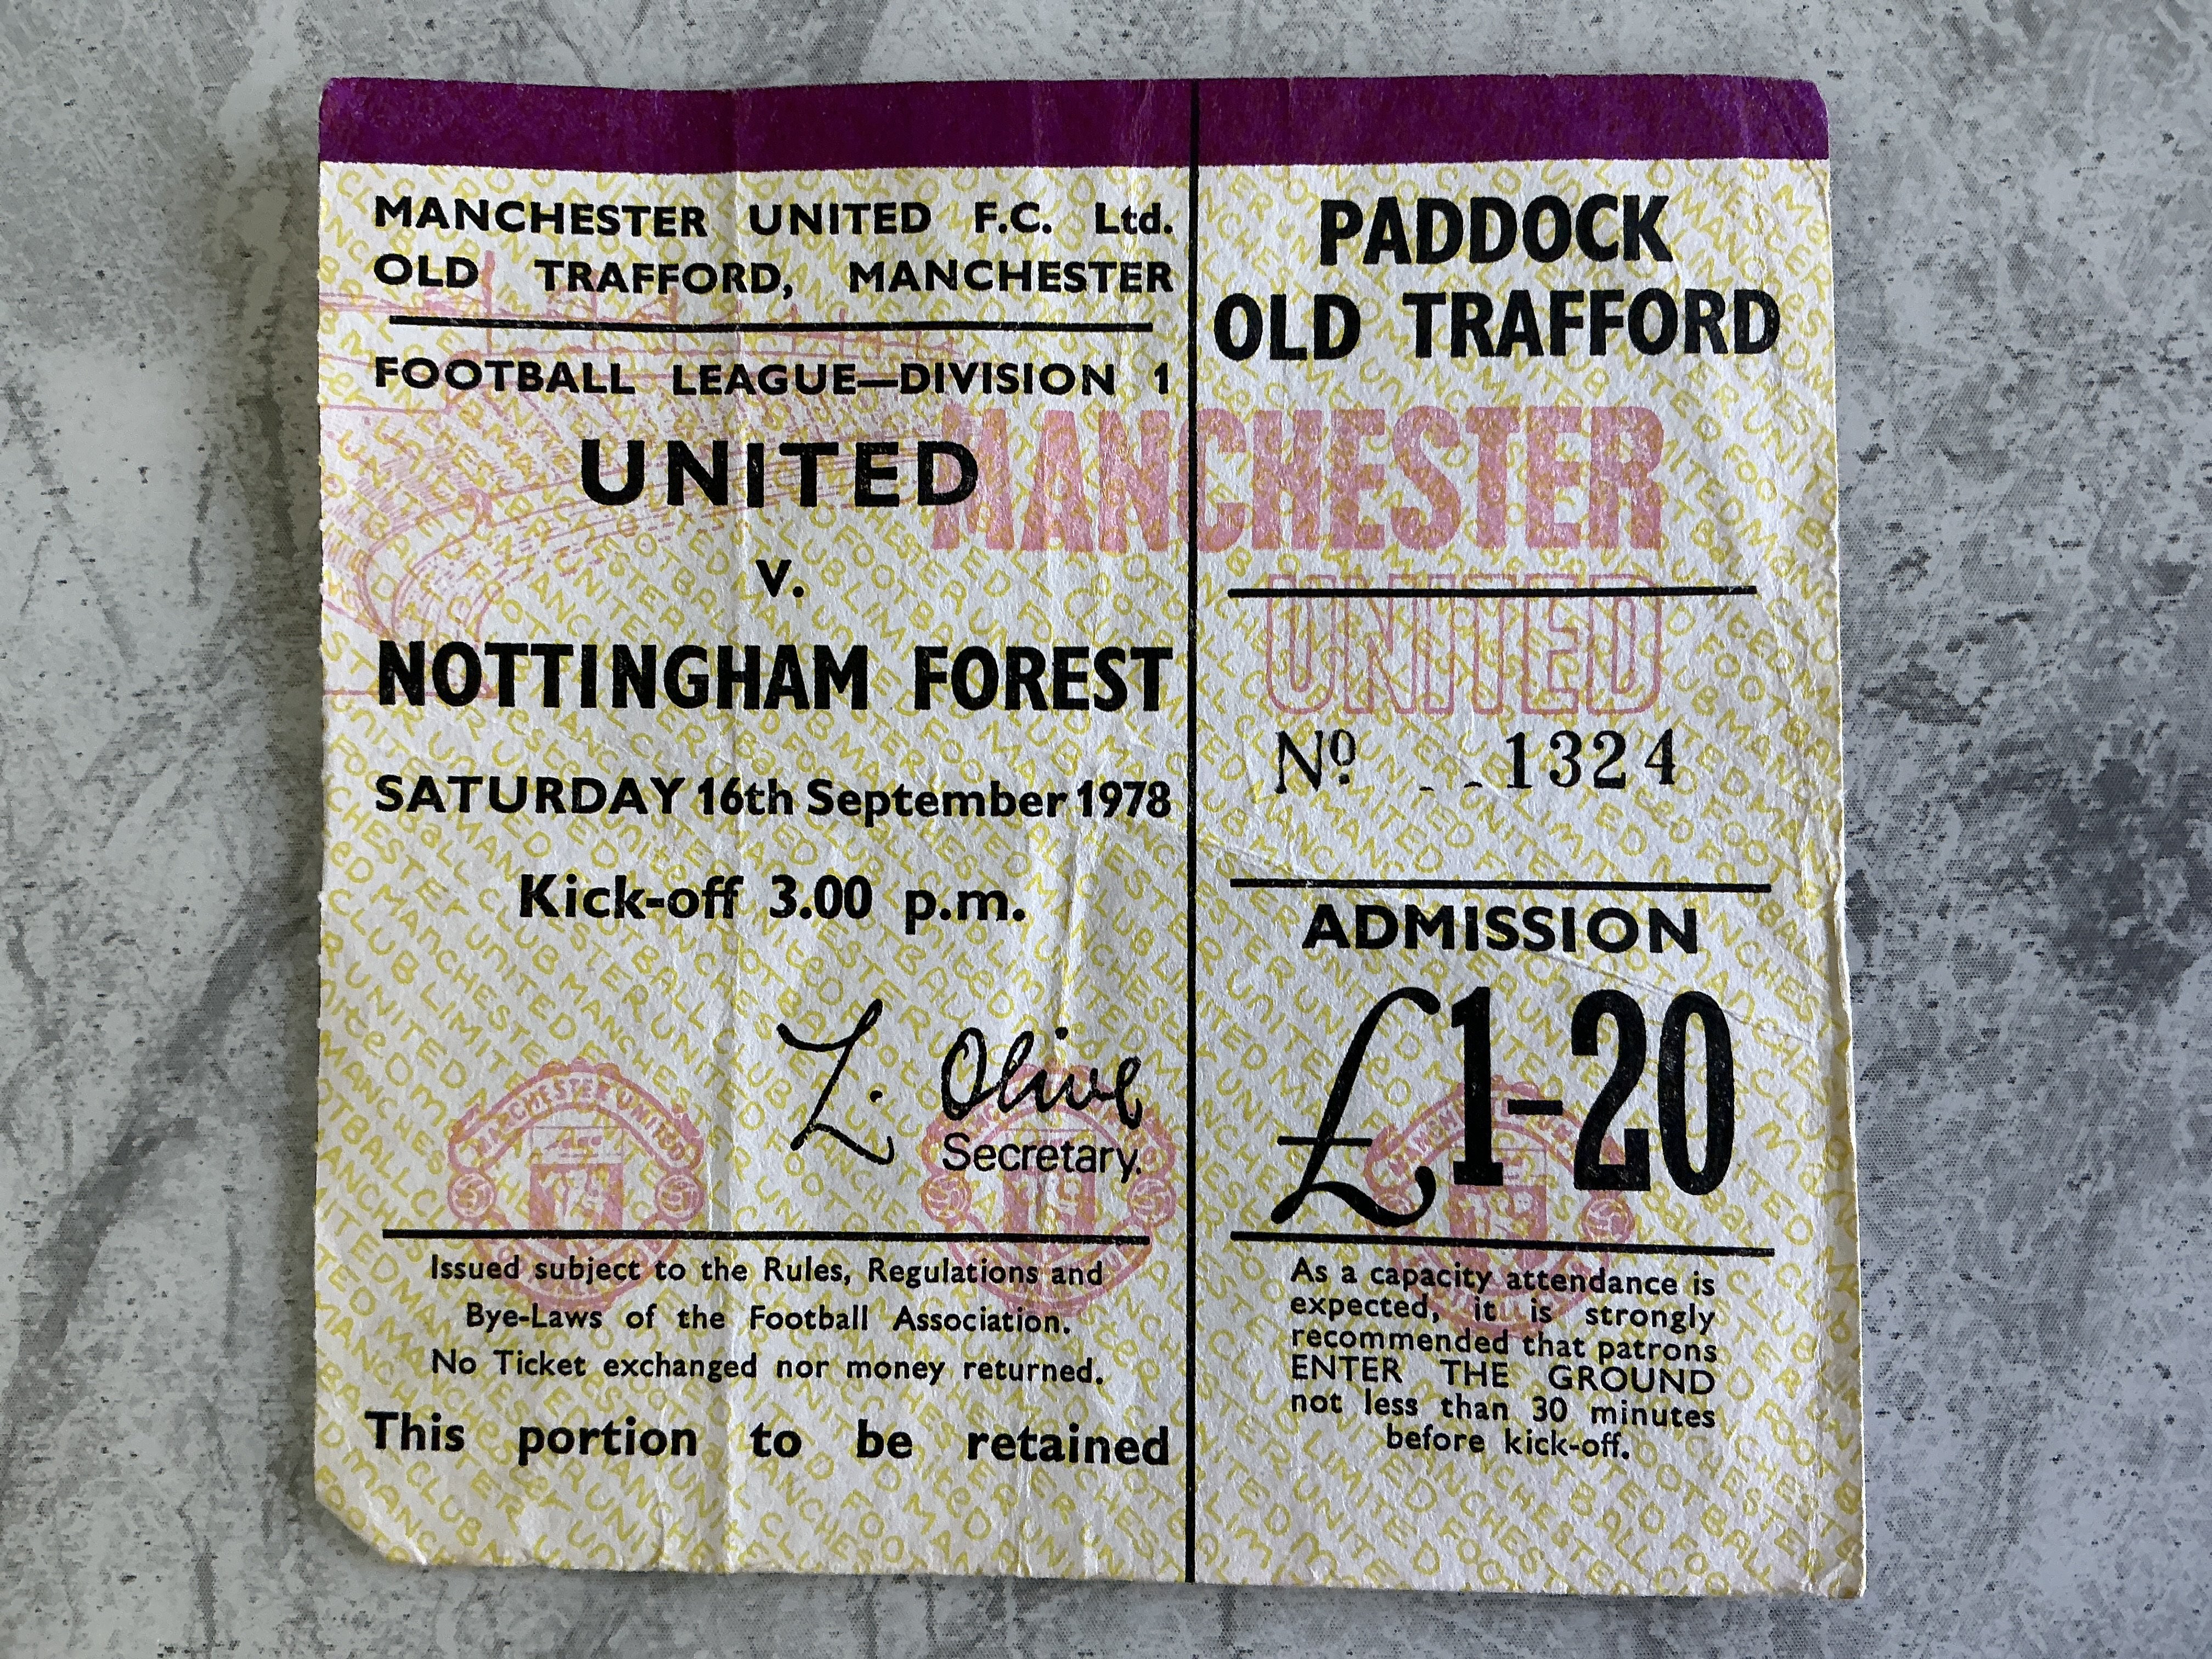 MANCHESTER UNITED F.C. Ltd.
OLD TRAFFORD, MANCHESTER
FOOTBALL LEAGUE—DIVISION 1
UNITED
v.
NOTTINGHAM FOREST
SATURDAY 16th September 1978
Kick-off 3.00 p.m.
L. Olive
Secretary.
Issued subject to the Rules, Regulations and
Bye-Laws of the Football Association.
No Ticket exchanged nor money returned.
This portion to be retained
PADDOCK
OLD TRAFFORD
MANCHESTER
UNITED
Nº 1324
ADMISSION
£1-20
As a capacity attendance is
expected, it is strongly
recommended that patrons
ENTER THE GROUND
not less than 30 minutes
before kick-off.
MANCHESTER UNITED